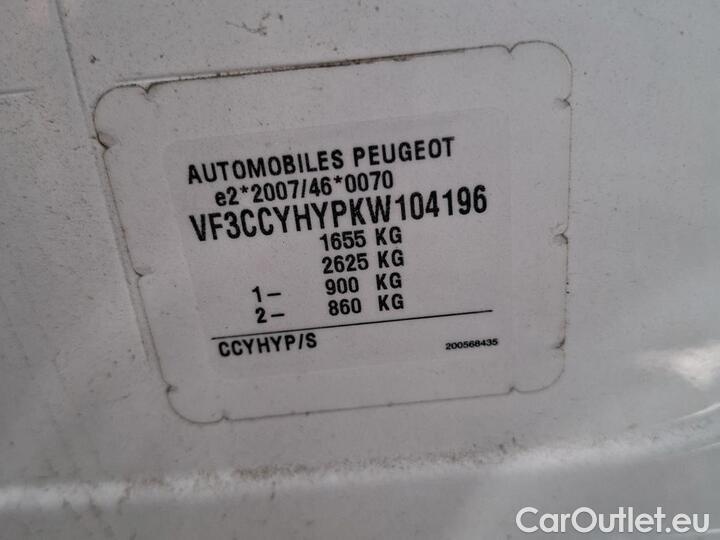 AUTOMOBILES PEUGEOT
e2*2007/46*0070
VF3CCYHYPKW104196
1655 KG
2625 KG
1- 900 KG
2- 860 KG
CCYHYP/S 200568435
CarOutlet.eu